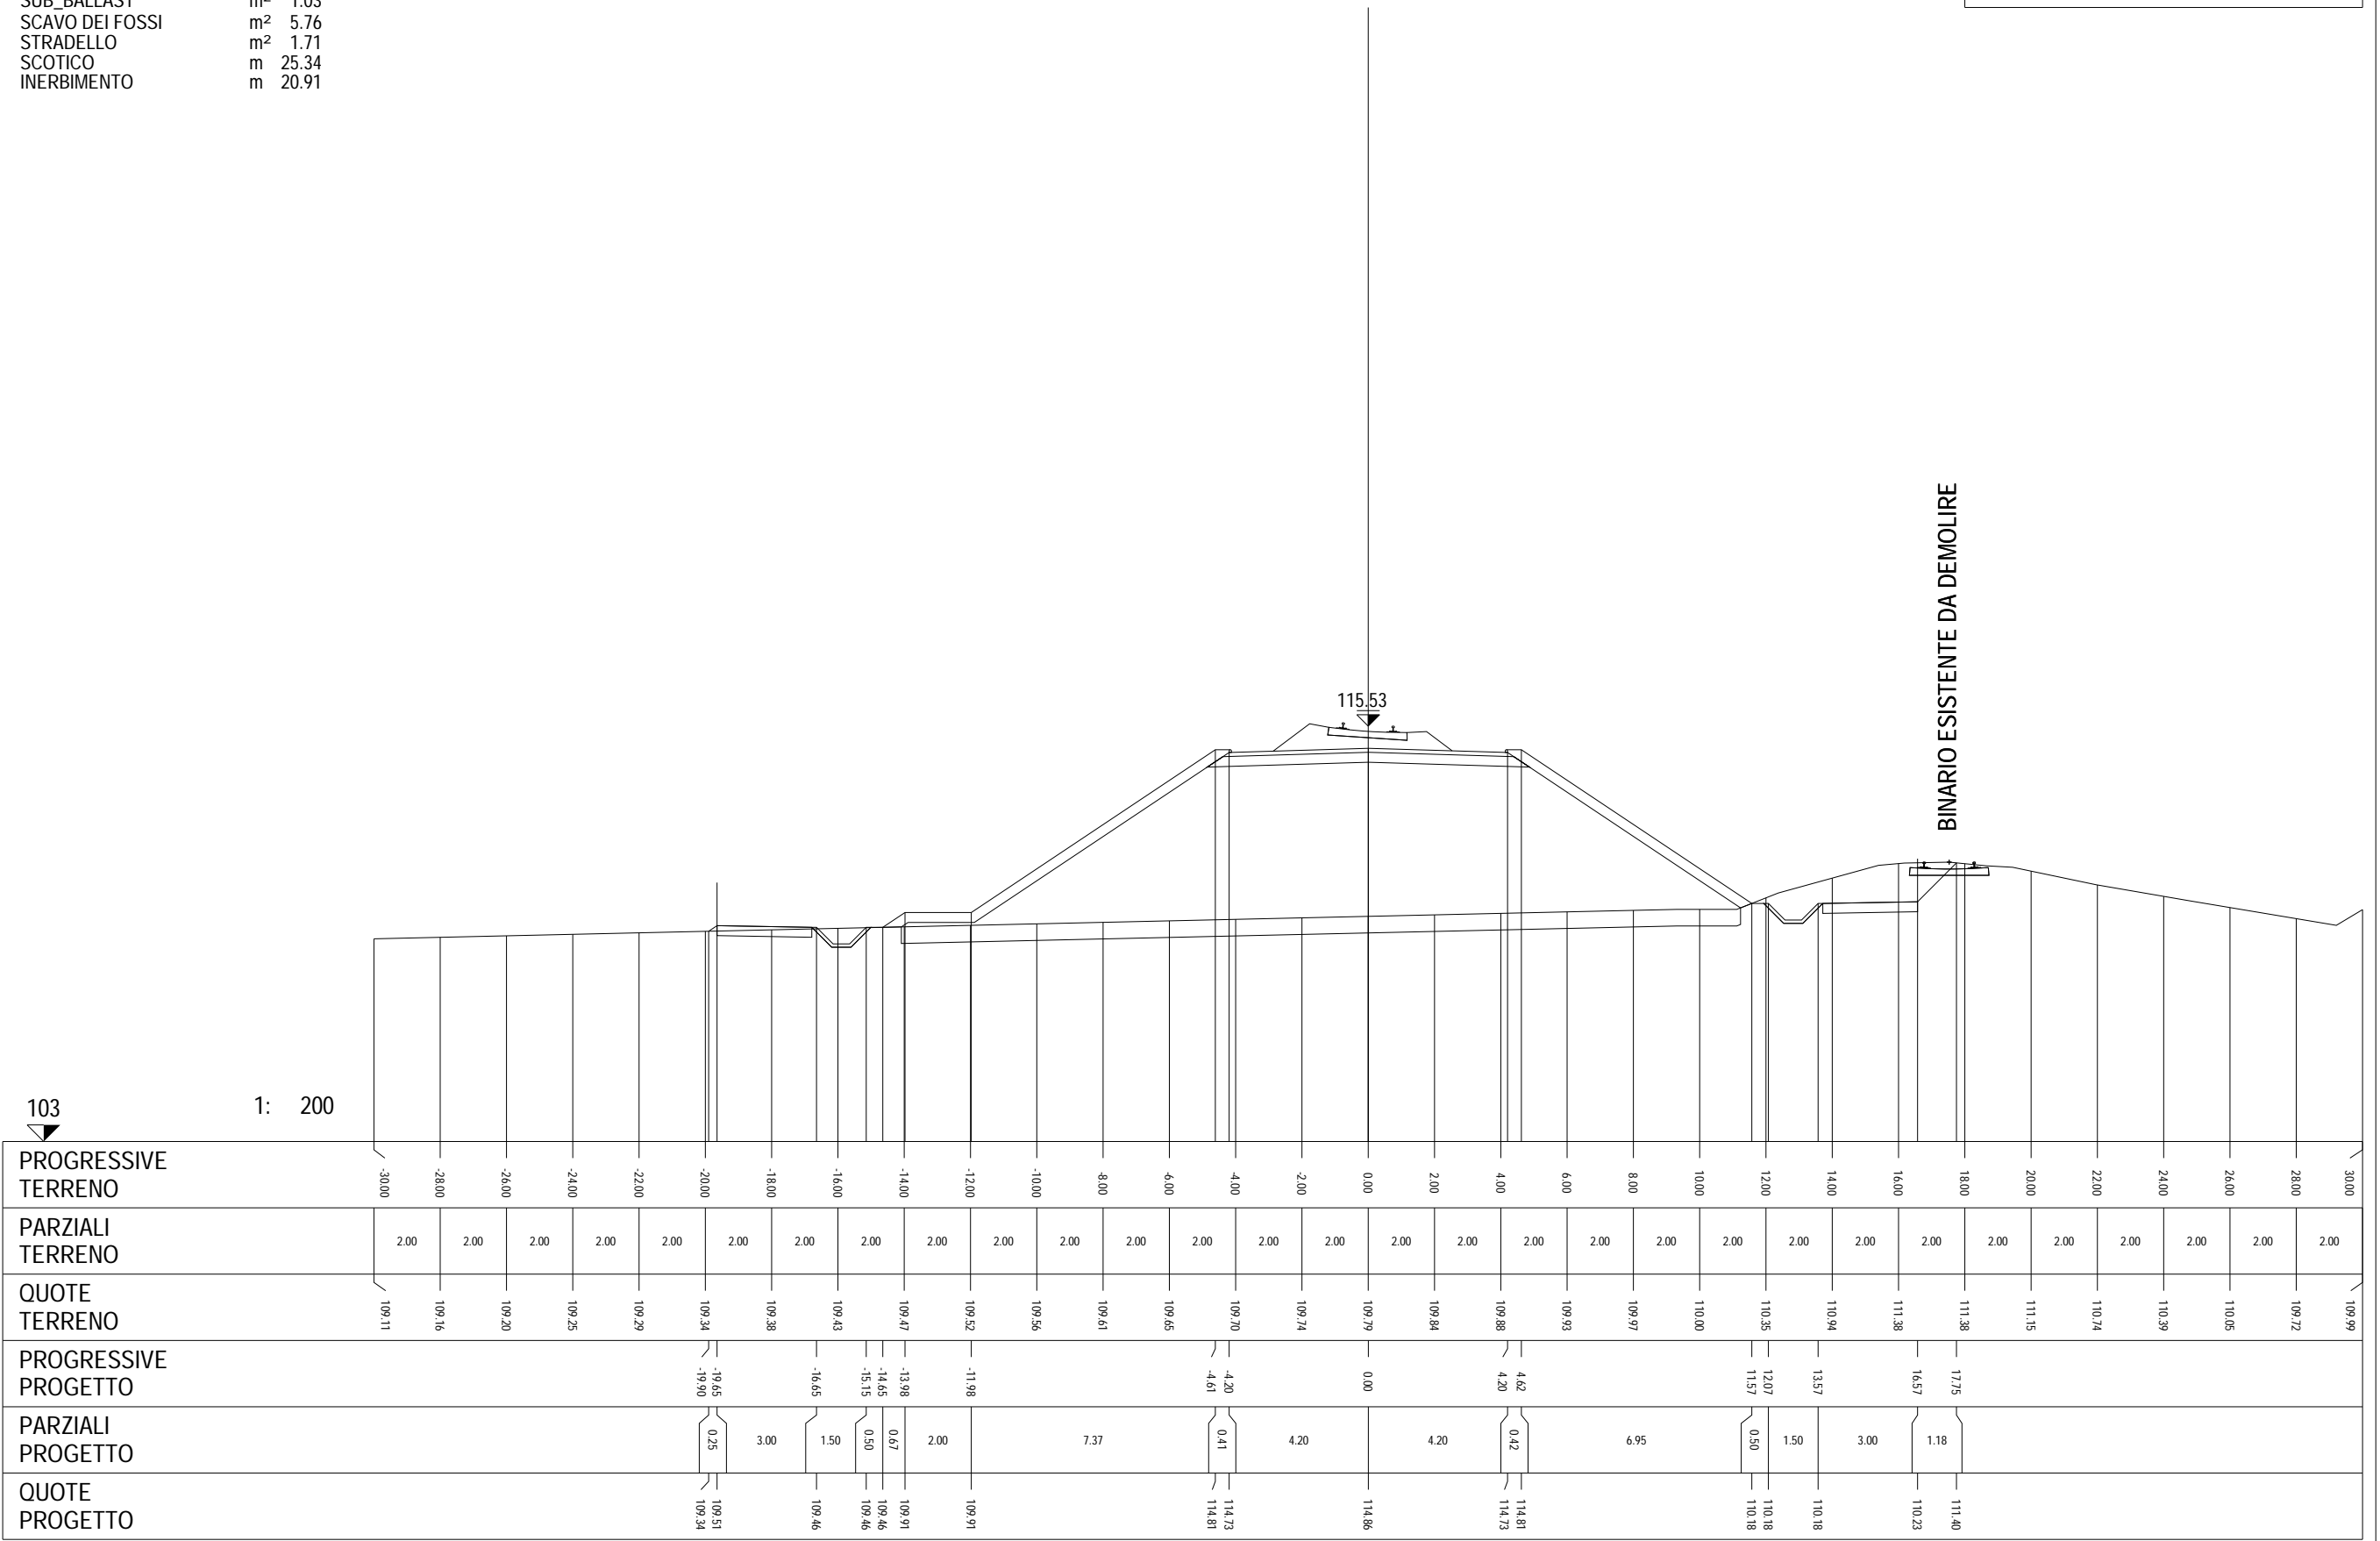 SUB_BALLAST m² 1.03
SCAVO DEI FOSSI m² 5.76
STRADELLO m² 1.71
SCOTICO m 25.34
INERBIMENTO m 20.91
BINARIO ESISTENTE DA DEMOLIRE
115.53
103 1: 200
PROGRESSIVE TERRENO
-30.00 -28.00 -26.00 -24.00 -22.00 -20.00 -18.00 -16.00 -14.00 -12.00 -10.00 -8.00 -6.00 -4.00 -2.00 0.00 2.00 4.00 6.00 8.00 10.00 12.00 14.00 16.00 18.00 20.00 22.00 24.00 26.00 28.00 30.00
PARZIALI TERRENO
2.00 2.00 2.00 2.00 2.00 2.00 2.00 2.00 2.00 2.00 2.00 2.00 2.00 2.00 2.00 2.00 2.00 2.00 2.00 2.00 2.00 2.00 2.00 2.00 2.00 2.00 2.00 2.00 2.00 2.00
QUOTE TERRENO
109.11 109.16 109.20 109.25 109.29 109.34 109.38 109.43 109.47 109.52 109.56 109.61 109.65 109.70 109.74 109.79 109.84 109.88 109.93 109.97 110.00 110.35 110.94 111.38 111.38 111.15 110.74 110.39 110.05 109.72 109.99
PROGRESSIVE PROGETTO
-19.90 -19.65 -16.65 -15.15 -14.65 -13.98 -11.98 -4.61 -4.20 0.00 4.20 4.62 11.57 12.07 13.57 16.57 17.75
PARZIALI PROGETTO
0.25 3.00 1.50 0.50 0.67 2.00 7.37 0.41 4.20 4.20 0.42 6.95 0.50 1.50 3.00 1.18
QUOTE PROGETTO
109.34 109.51 109.46 109.46 109.46 109.91 109.91 114.81 114.73 114.86 114.73 114.81 110.18 110.18 110.18 110.23 111.40